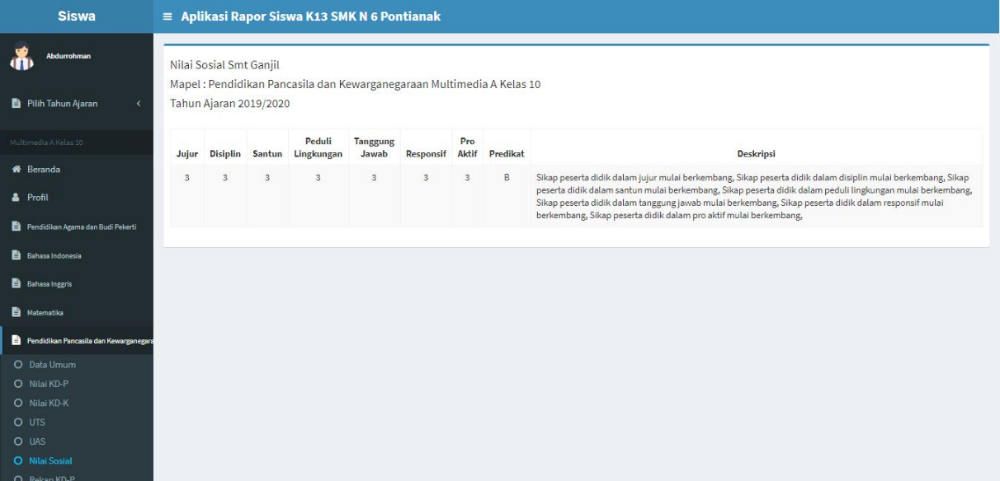 Siswa
Aplikasi Rapor Siswa K13 SMK N 6 Pontianak
Abdurrohman
Pilih Tahun Ajaran
Multimedia A Kelas 10
Beranda
Profil
Pendidikan Agama dan Budi Pekerti
Bahasa Indonesia
Bahasa Inggris
Matematika
Pendidikan Pancasila dan Kewarganegara
Data Umum
Nilai KD-P
Nilai KD-K
UTS
UAS
Nilai Sosial
Rekap KD-P
Nilai Sosial Smt Ganjil
Mapel : Pendidikan Pancasila dan Kewarganegaraan Multimedia A Kelas 10
Tahun Ajaran 2019/2020
Jujur Disiplin Santun Peduli Lingkungan Tanggung Jawab Responsif Pro Aktif Predikat Deskripsi
3 3 3 3 3 3 3 B Sikap peserta didik dalam jujur mulai berkembang, Sikap peserta didik dalam disiplin mulai berkembang, Sikap
peserta didik dalam santun mulai berkembang, Sikap peserta didik dalam peduli lingkungan mulai berkembang,
Sikap peserta didik dalam tanggung jawab mulai berkembang, Sikap peserta didik dalam responsif mulai
berkembang, Sikap peserta didik dalam pro aktif mulai berkembang,